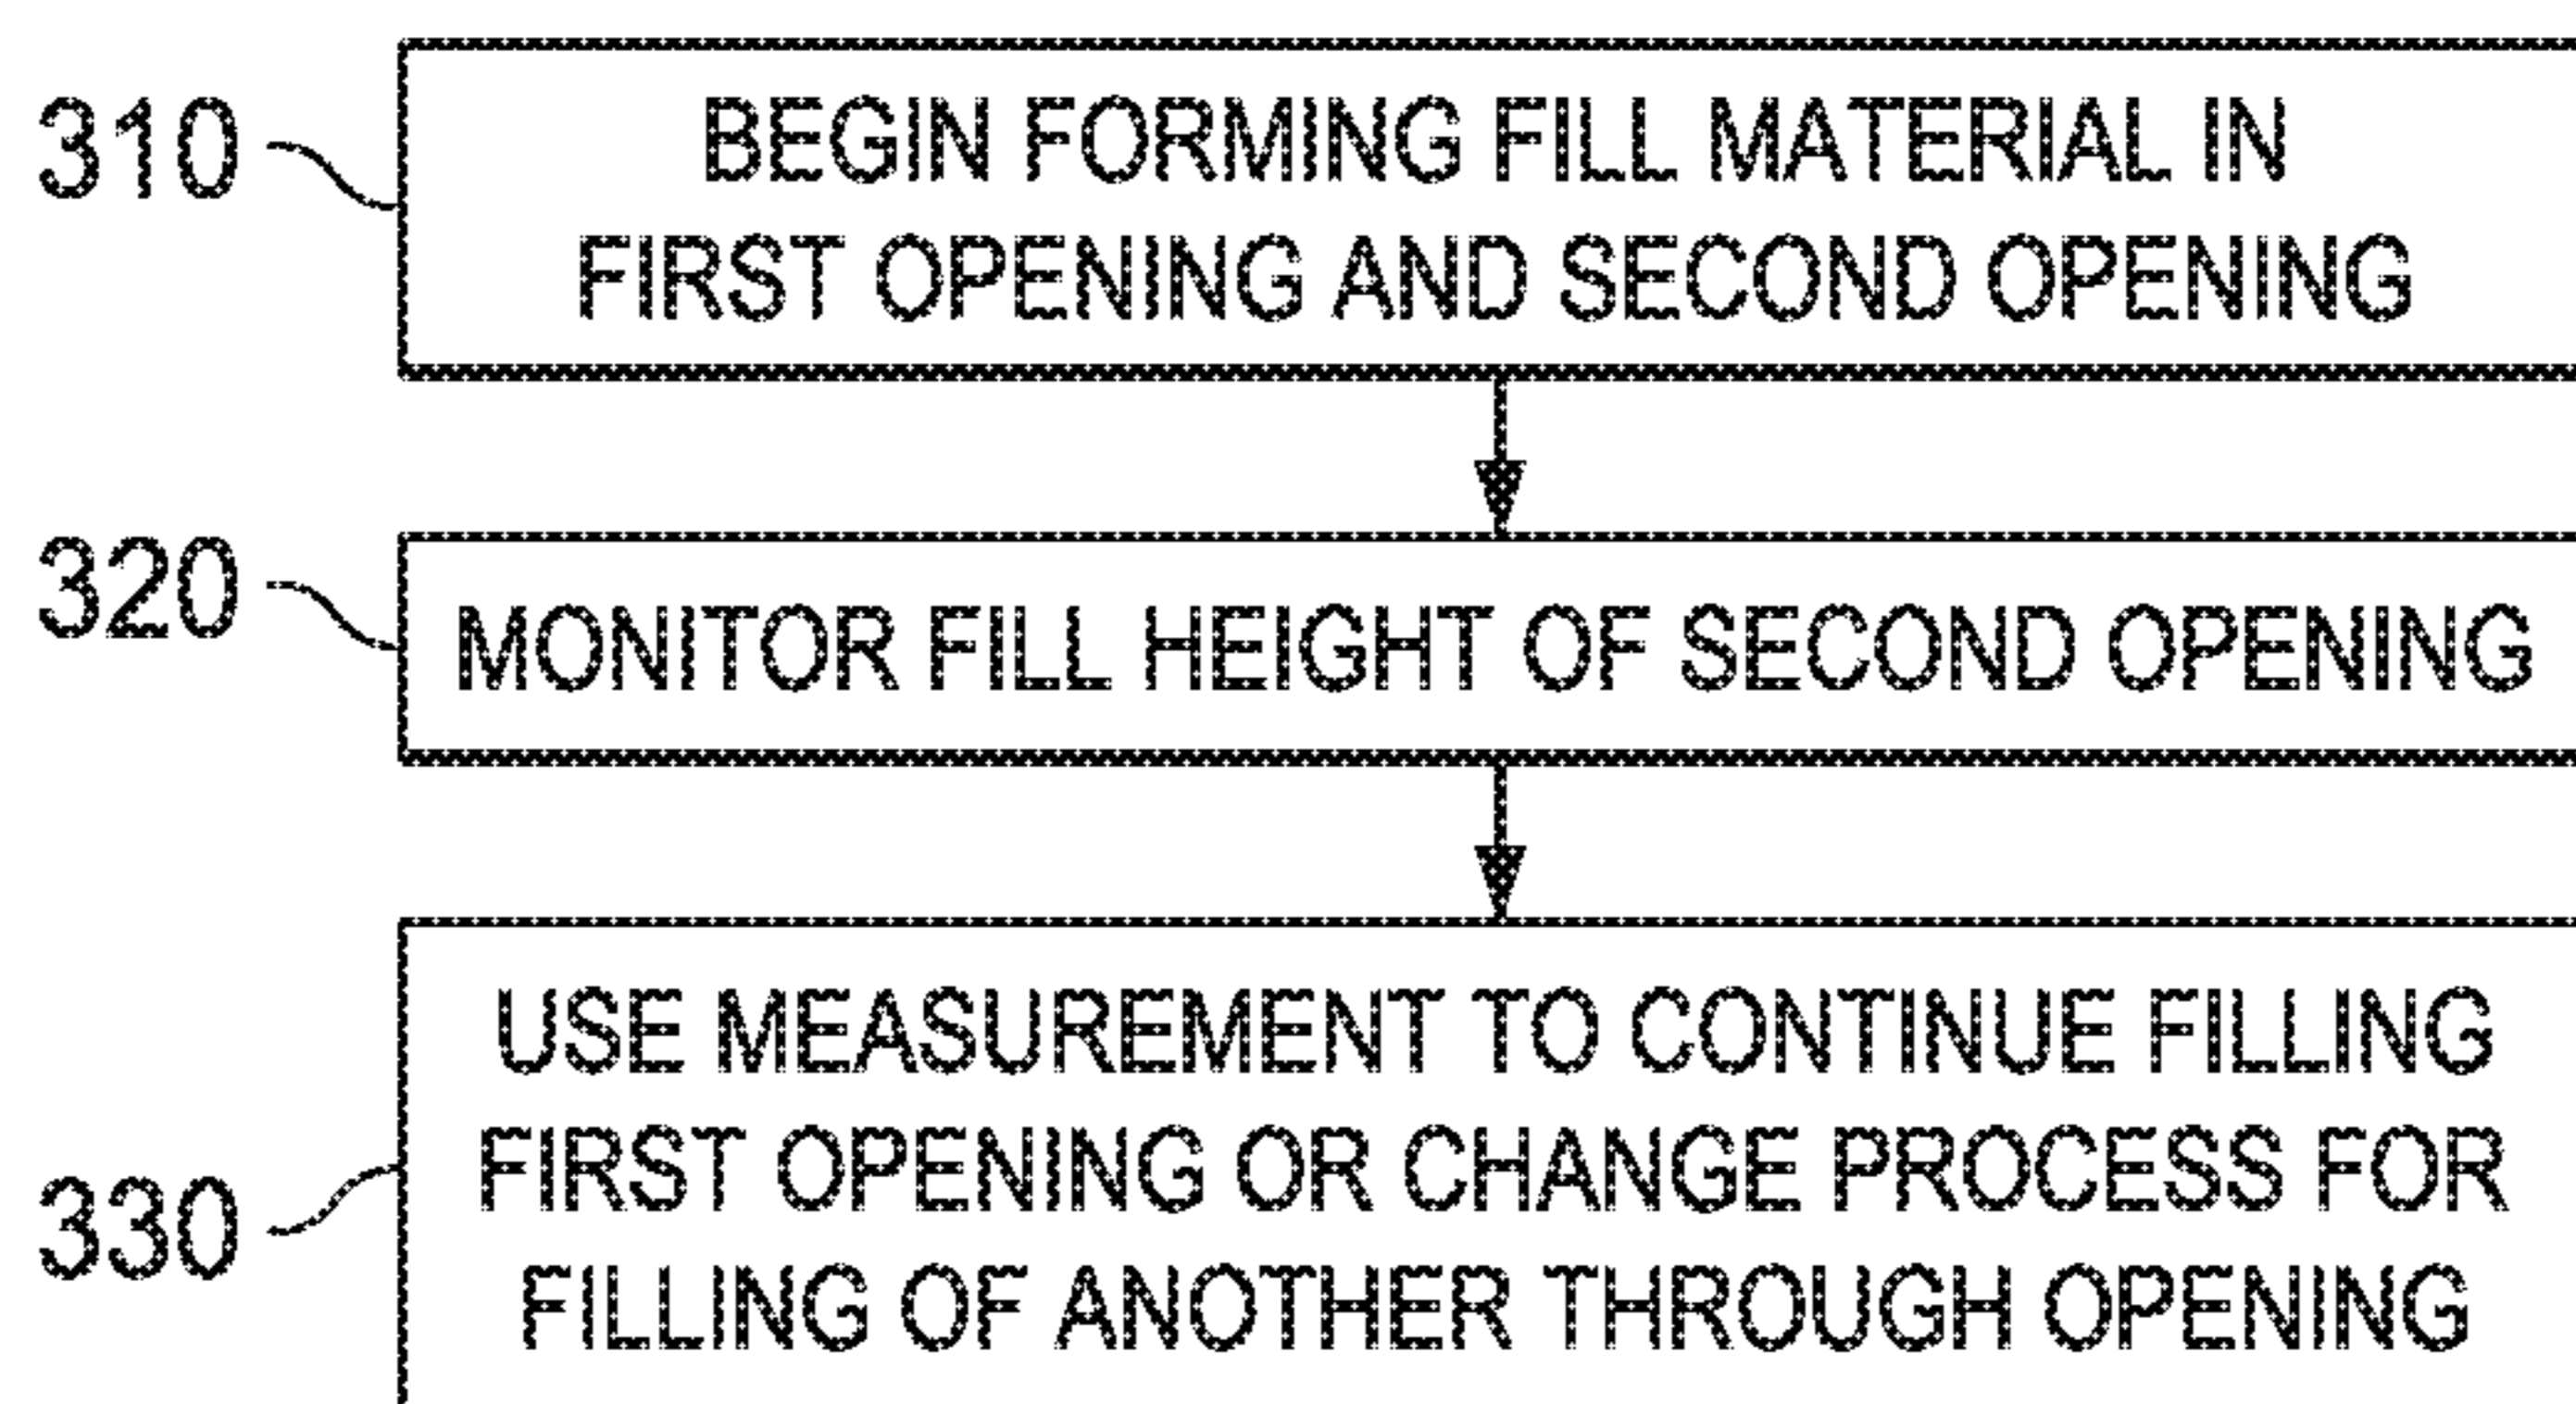 310
BEGIN FORMING FILL MATERIAL IN
FIRST OPENING AND SECOND OPENING
320
MONITOR FILL HEIGHT OF SECOND OPENING
330
USE MEASUREMENT TO CONTINUE FILLING
FIRST OPENING OR CHANGE PROCESS FOR
FILLING OF ANOTHER THROUGH OPENING